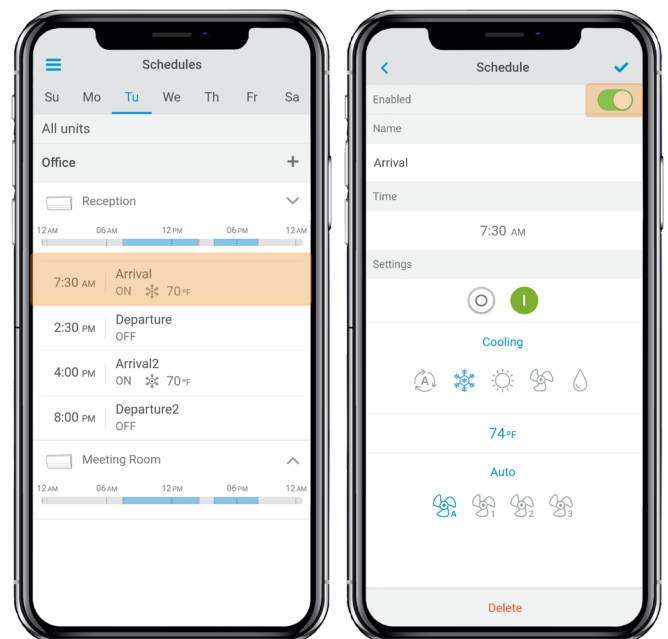 Schedules
Su Mo Tu We Th Fr Sa
All units
Office +
Reception
12 AM 06 AM 12 PM 06 PM 12 AM
7:30 AM Arrival
ON 70 °F
2:30 PM Departure
OFF
4:00 PM Arrival2
ON 70 °F
8:00 PM Departure2
OFF
Meeting Room
12 AM 06 AM 12 PM 06 PM 12 AM
Schedule
Enabled
Name
Arrival
Time
7:30 AM
Settings
Cooling
A
74 °F
Auto
A 1 2 3
Delete